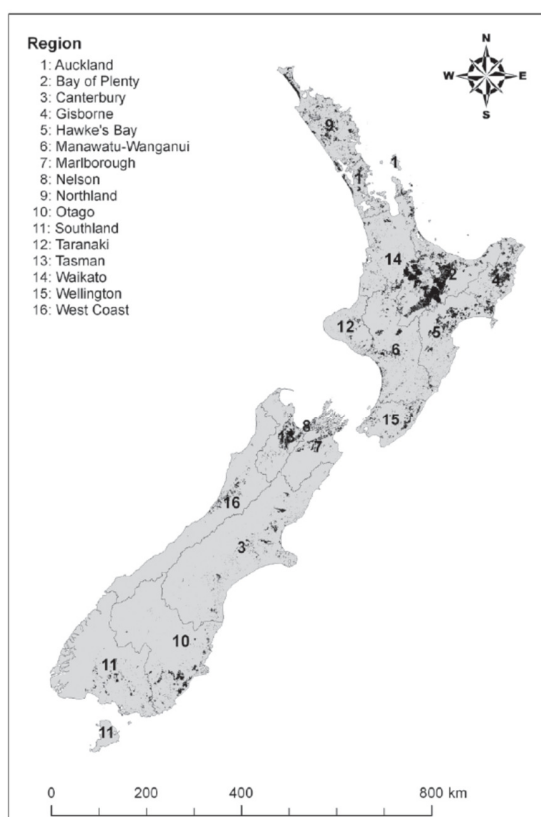 Region
1: Auckland
2: Bay of Plenty
3: Canterbury
4: Gisborne
5: Hawke's Bay
6: Manawatu-Wanganui
7: Marlborough
8: Nelson
9: Northland
10: Otago
11: Southland
12: Taranaki
13: Tasman
14: Waikato
15: Wellington
16: West Coast
N
W E
S
9
1
1
14
2
4
12
5
6
15
8
13
7
16
3
10
11
11
0 200 400 800 km